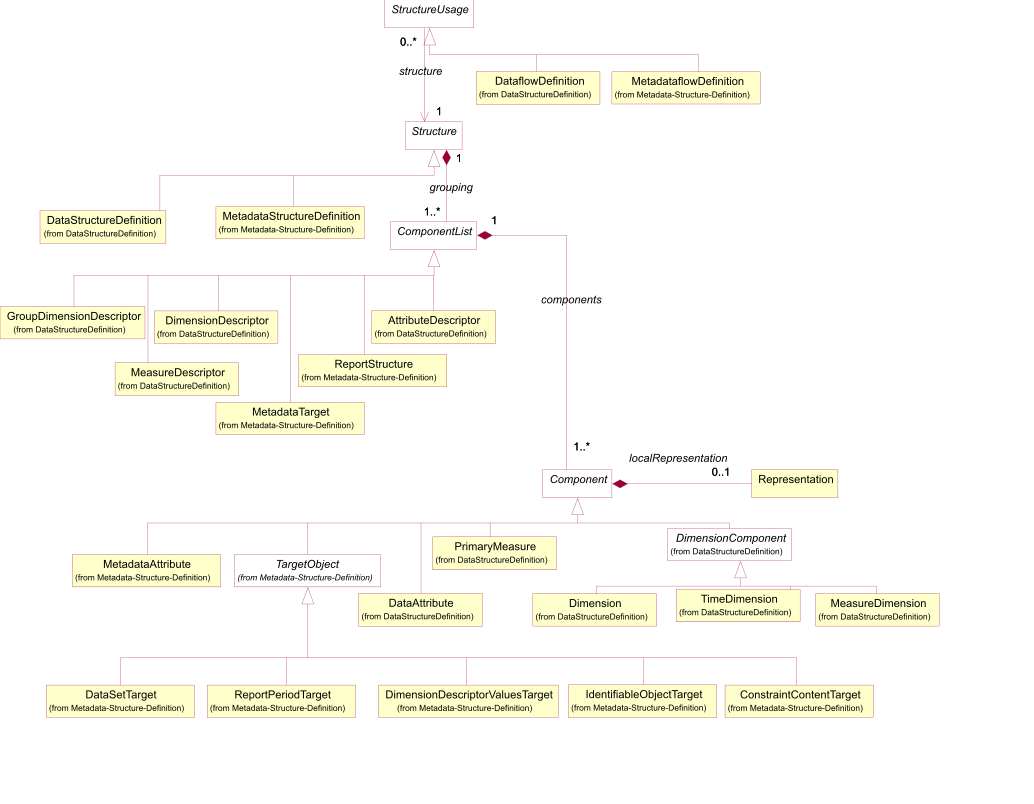 StructureUsage
0..*
structure
DataflowDefinition
(from DataStructureDefinition)
MetadataflowDefinition
(from Metadata-Structure-Definition)
1
Structure
1
grouping
DataStructureDefinition
(from DataStructureDefinition)
MetadataStructureDefinition
(from Metadata-Structure-Definition)
1..*
ComponentList
1
components
GroupDimensionDescriptor
(from DataStructureDefinition)
DimensionDescriptor
(from DataStructureDefinition)
AttributeDescriptor
(from DataStructureDefinition)
MeasureDescriptor
(from DataStructureDefinition)
ReportStructure
(from Metadata-Structure-Definition)
MetadataTarget
(from Metadata-Structure-Definition)
1..*
localRepresentation
0..1
Component
Representation
MetadataAttribute
(from Metadata-Structure-Definition)
TargetObject
(from Metadata-Structure-Definition)
PrimaryMeasure
(from DataStructureDefinition)
DimensionComponent
(from DataStructureDefinition)
DataAttribute
(from DataStructureDefinition)
Dimension
(from DataStructureDefinition)
TimeDimension
(from DataStructureDefinition)
MeasureDimension
(from DataStructureDefinition)
DataSetTarget
(from Metadata-Structure-Definition)
ReportPeriodTarget
(from Metadata-Structure-Definition)
DimensionDescriptorValuesTarget
(from Metadata-Structure-Definition)
IdentifiableObjectTarget
(from Metadata-Structure-Definition)
ConstraintContentTarget
(from Metadata-Structure-Definition)